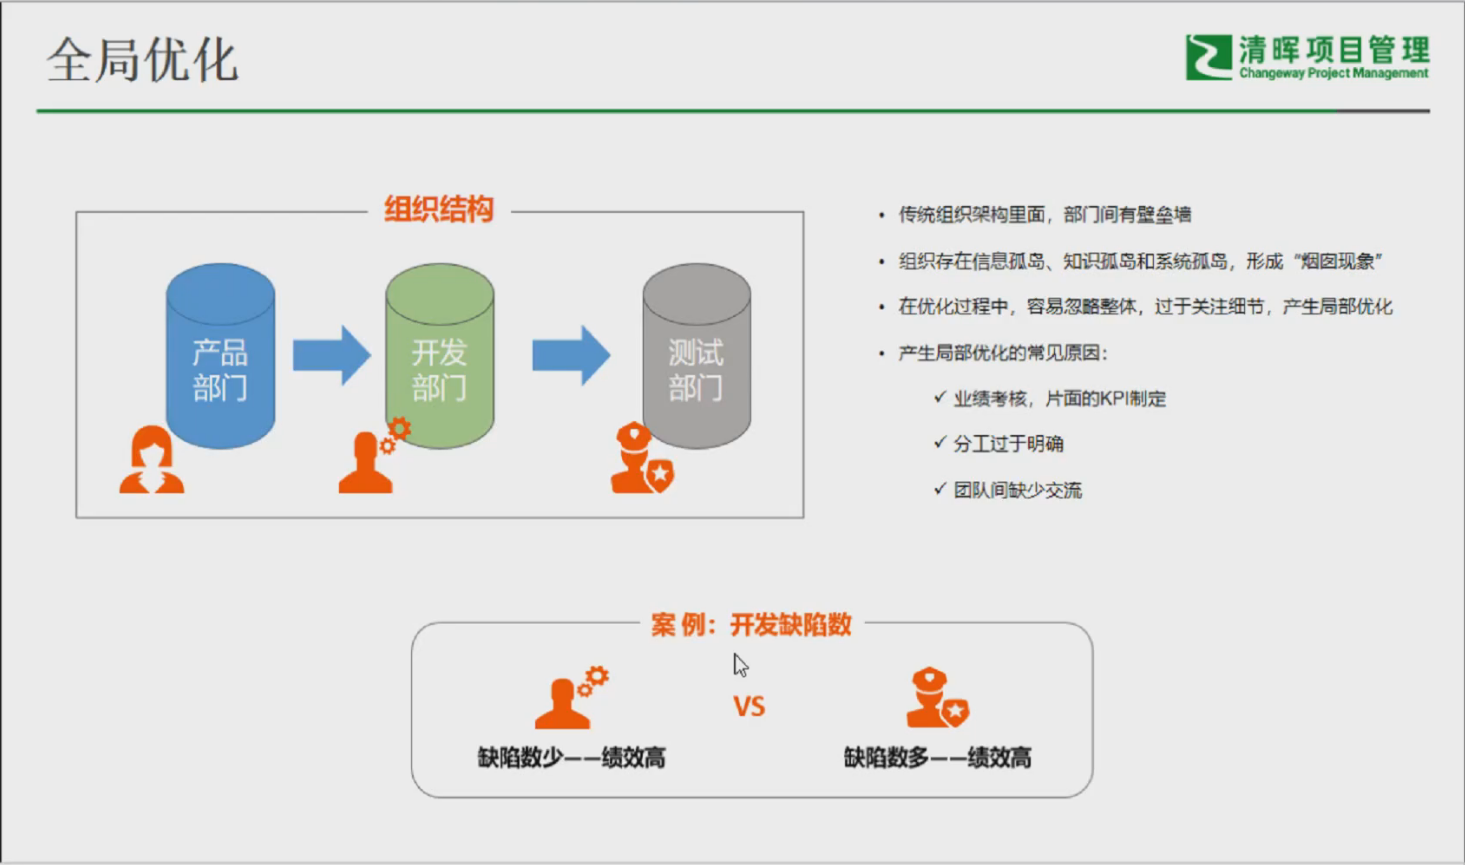 全局优化
清晖项目管理
Changeway Project Management
组织结构
产品
部门
开发
部门
测试
部门
• 传统组织架构里面，部门间有壁垒墙
• 组织存在信息孤岛、知识孤岛和系统孤岛，形成“烟囱现象”
• 在优化过程中，容易忽略整体，过于关注细节，产生局部优化
• 产生局部优化的常见原因：
✓ 业绩考核，片面的KPI制定
✓ 分工过于明确
✓ 团队间缺少交流
案 例：开发缺陷数
VS
缺陷数少——绩效高
缺陷数多——绩效高